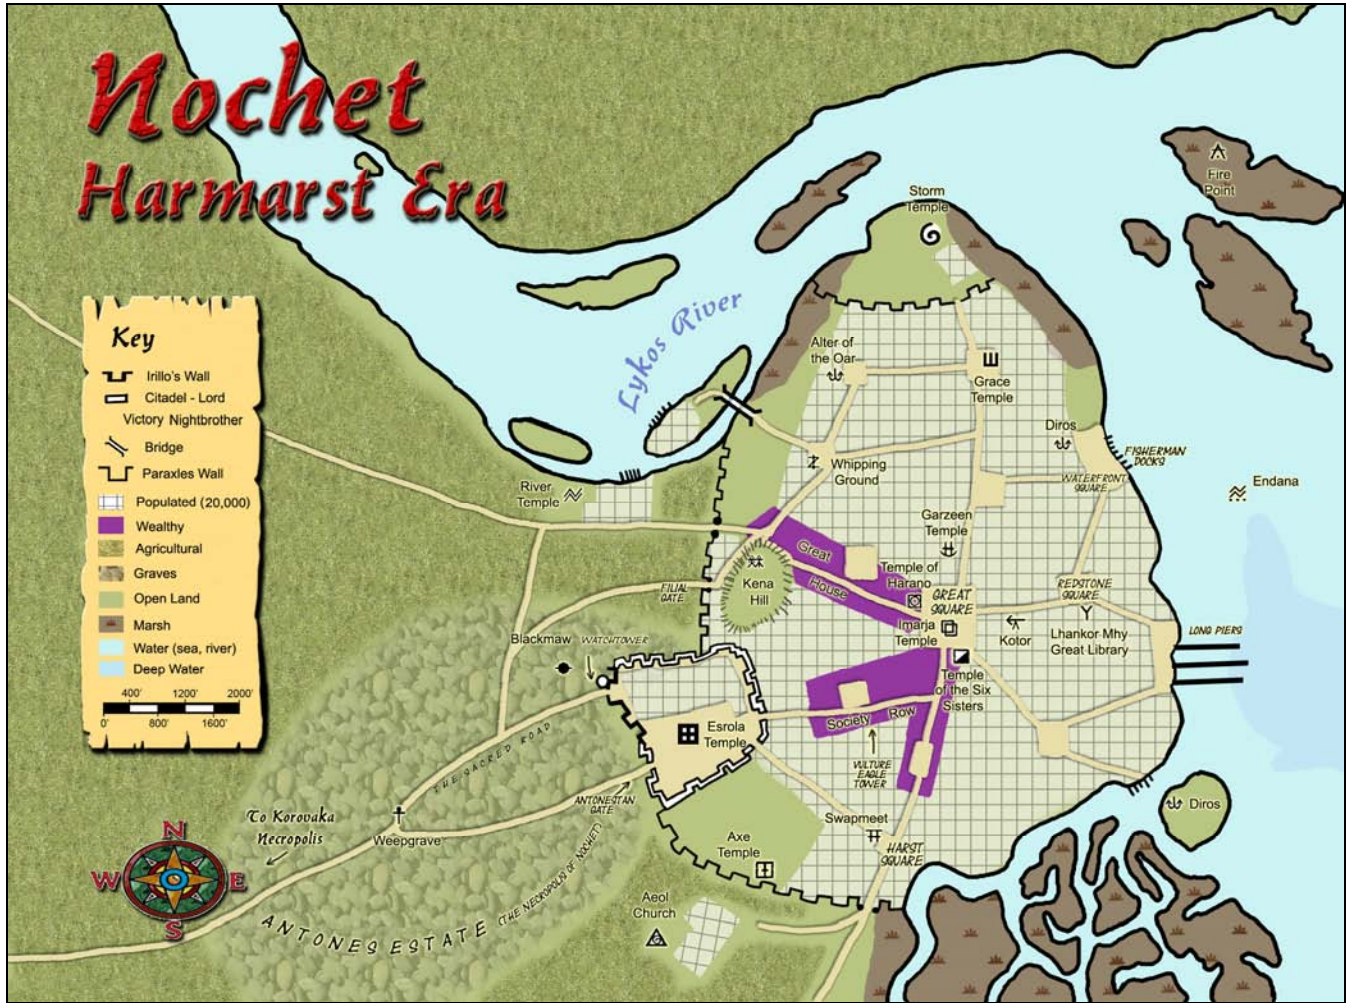 Nochet
Harmarst Era
Key
Irillo's Wall
Citadel - Lord
Victory Nightbrother
Bridge
Paraxles Wall
Populated (20,000)
Wealthy
Agricultural
Graves
Open Land
Marsh
Water (sea, river)
Deep Water
400'
1200
2000'
0'
800
1600'
Lykos River
Storm
Temple
Fire
Point
Alter of
the Oar
Grace
Temple
Diros
FISHERMAN
DOCKS
WATERFRONT
SQUARE
Whipping
Ground
Endana
River
Temple
Garzeen
Temple
Great
House
Temple of
Harano
Kena
Hill
FILIAL
GATE
GREAT
SQUARE
REDSTONE
SQUARE
Imarja
Temple
Kotor
Lhankor Mhy
Great Library
LONG PIERS
Blackmaw
WATCHTOWER
Temple
of the Six
Sisters
Esrola
Temple
Society
Row
VULTURE
EAGLE
TOWER
THE SACRED ROAD
ANTONESTAN
GATE
Swapmeet
HARST
SQUARE
Diros
To Korovaka
Necropolis
Weepgrave
Axe
Temple
N
W
E
S
ANTONES ESTATE (THE NECROPOLIS OF NOCHET)
Aeol
Church